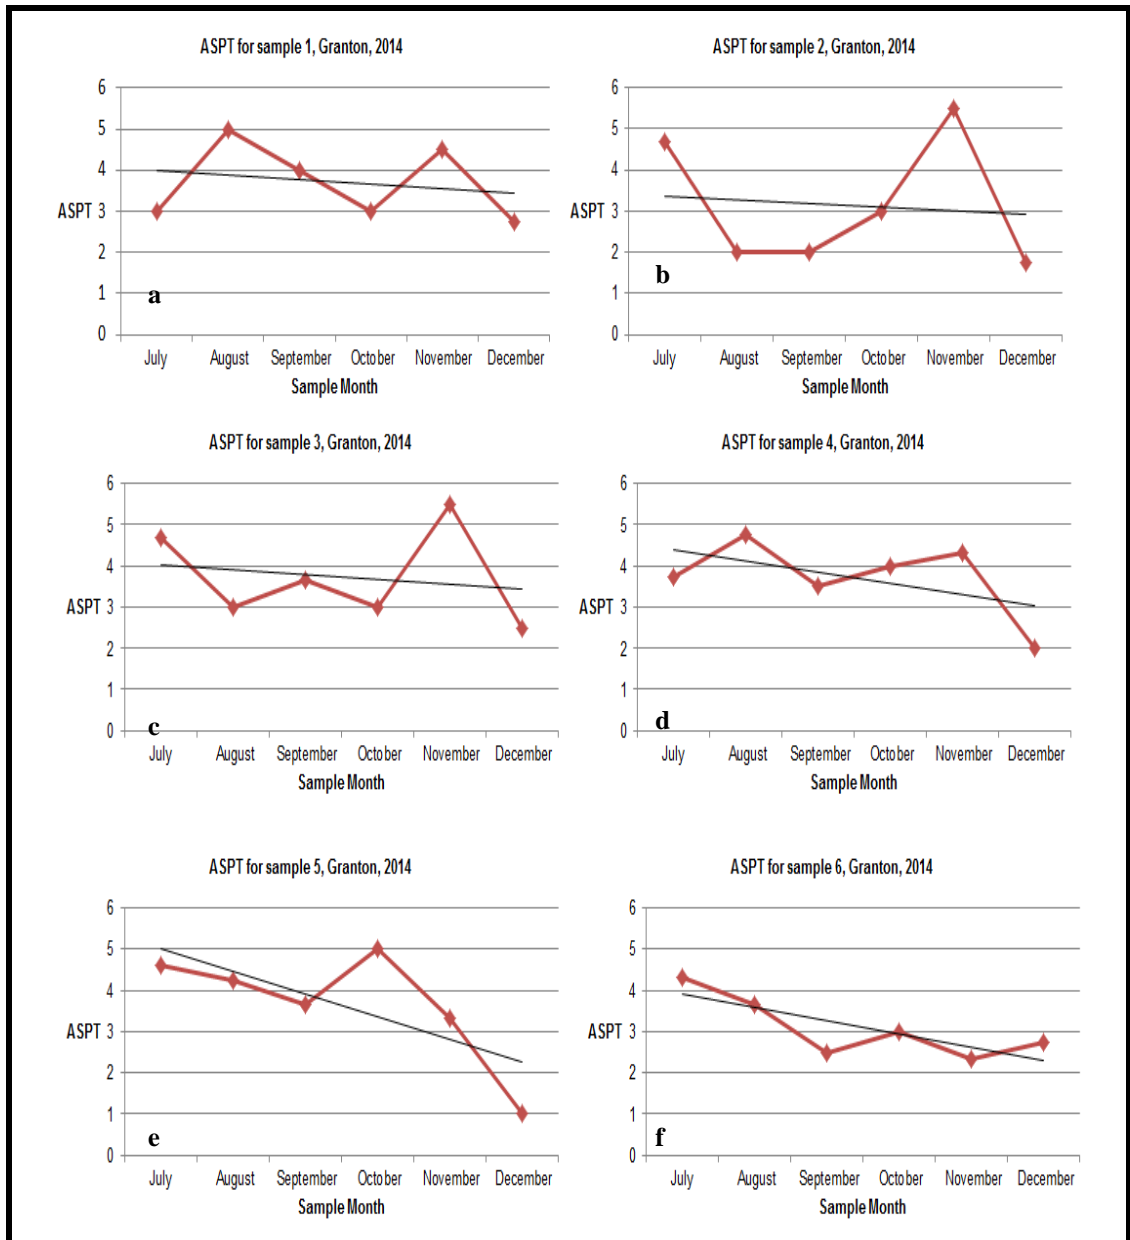 ASPT for sample 1, Granton, 2014
6
5
4
ASPT 3
2
1
0
a
July August September October November December
Sample Month
ASPT for sample 2, Granton, 2014
6
5
4
ASPT 3
2
1
0
b
July August September October November December
Sample Month
ASPT for sample 3, Granton, 2014
6
5
4
ASPT 3
2
1
0
c
July August September October November December
Sample Month
ASPT for sample 4, Granton, 2014
6
5
4
ASPT 3
2
1
0
d
July August September October November December
Sample Month
ASPT for sample 5, Granton, 2014
6
5
4
ASPT 3
2
1
0
e
July August September October November December
Sample Month
ASPT for sample 6, Granton, 2014
6
5
4
ASPT 3
2
1
0
f
July August September October November December
Sample Month